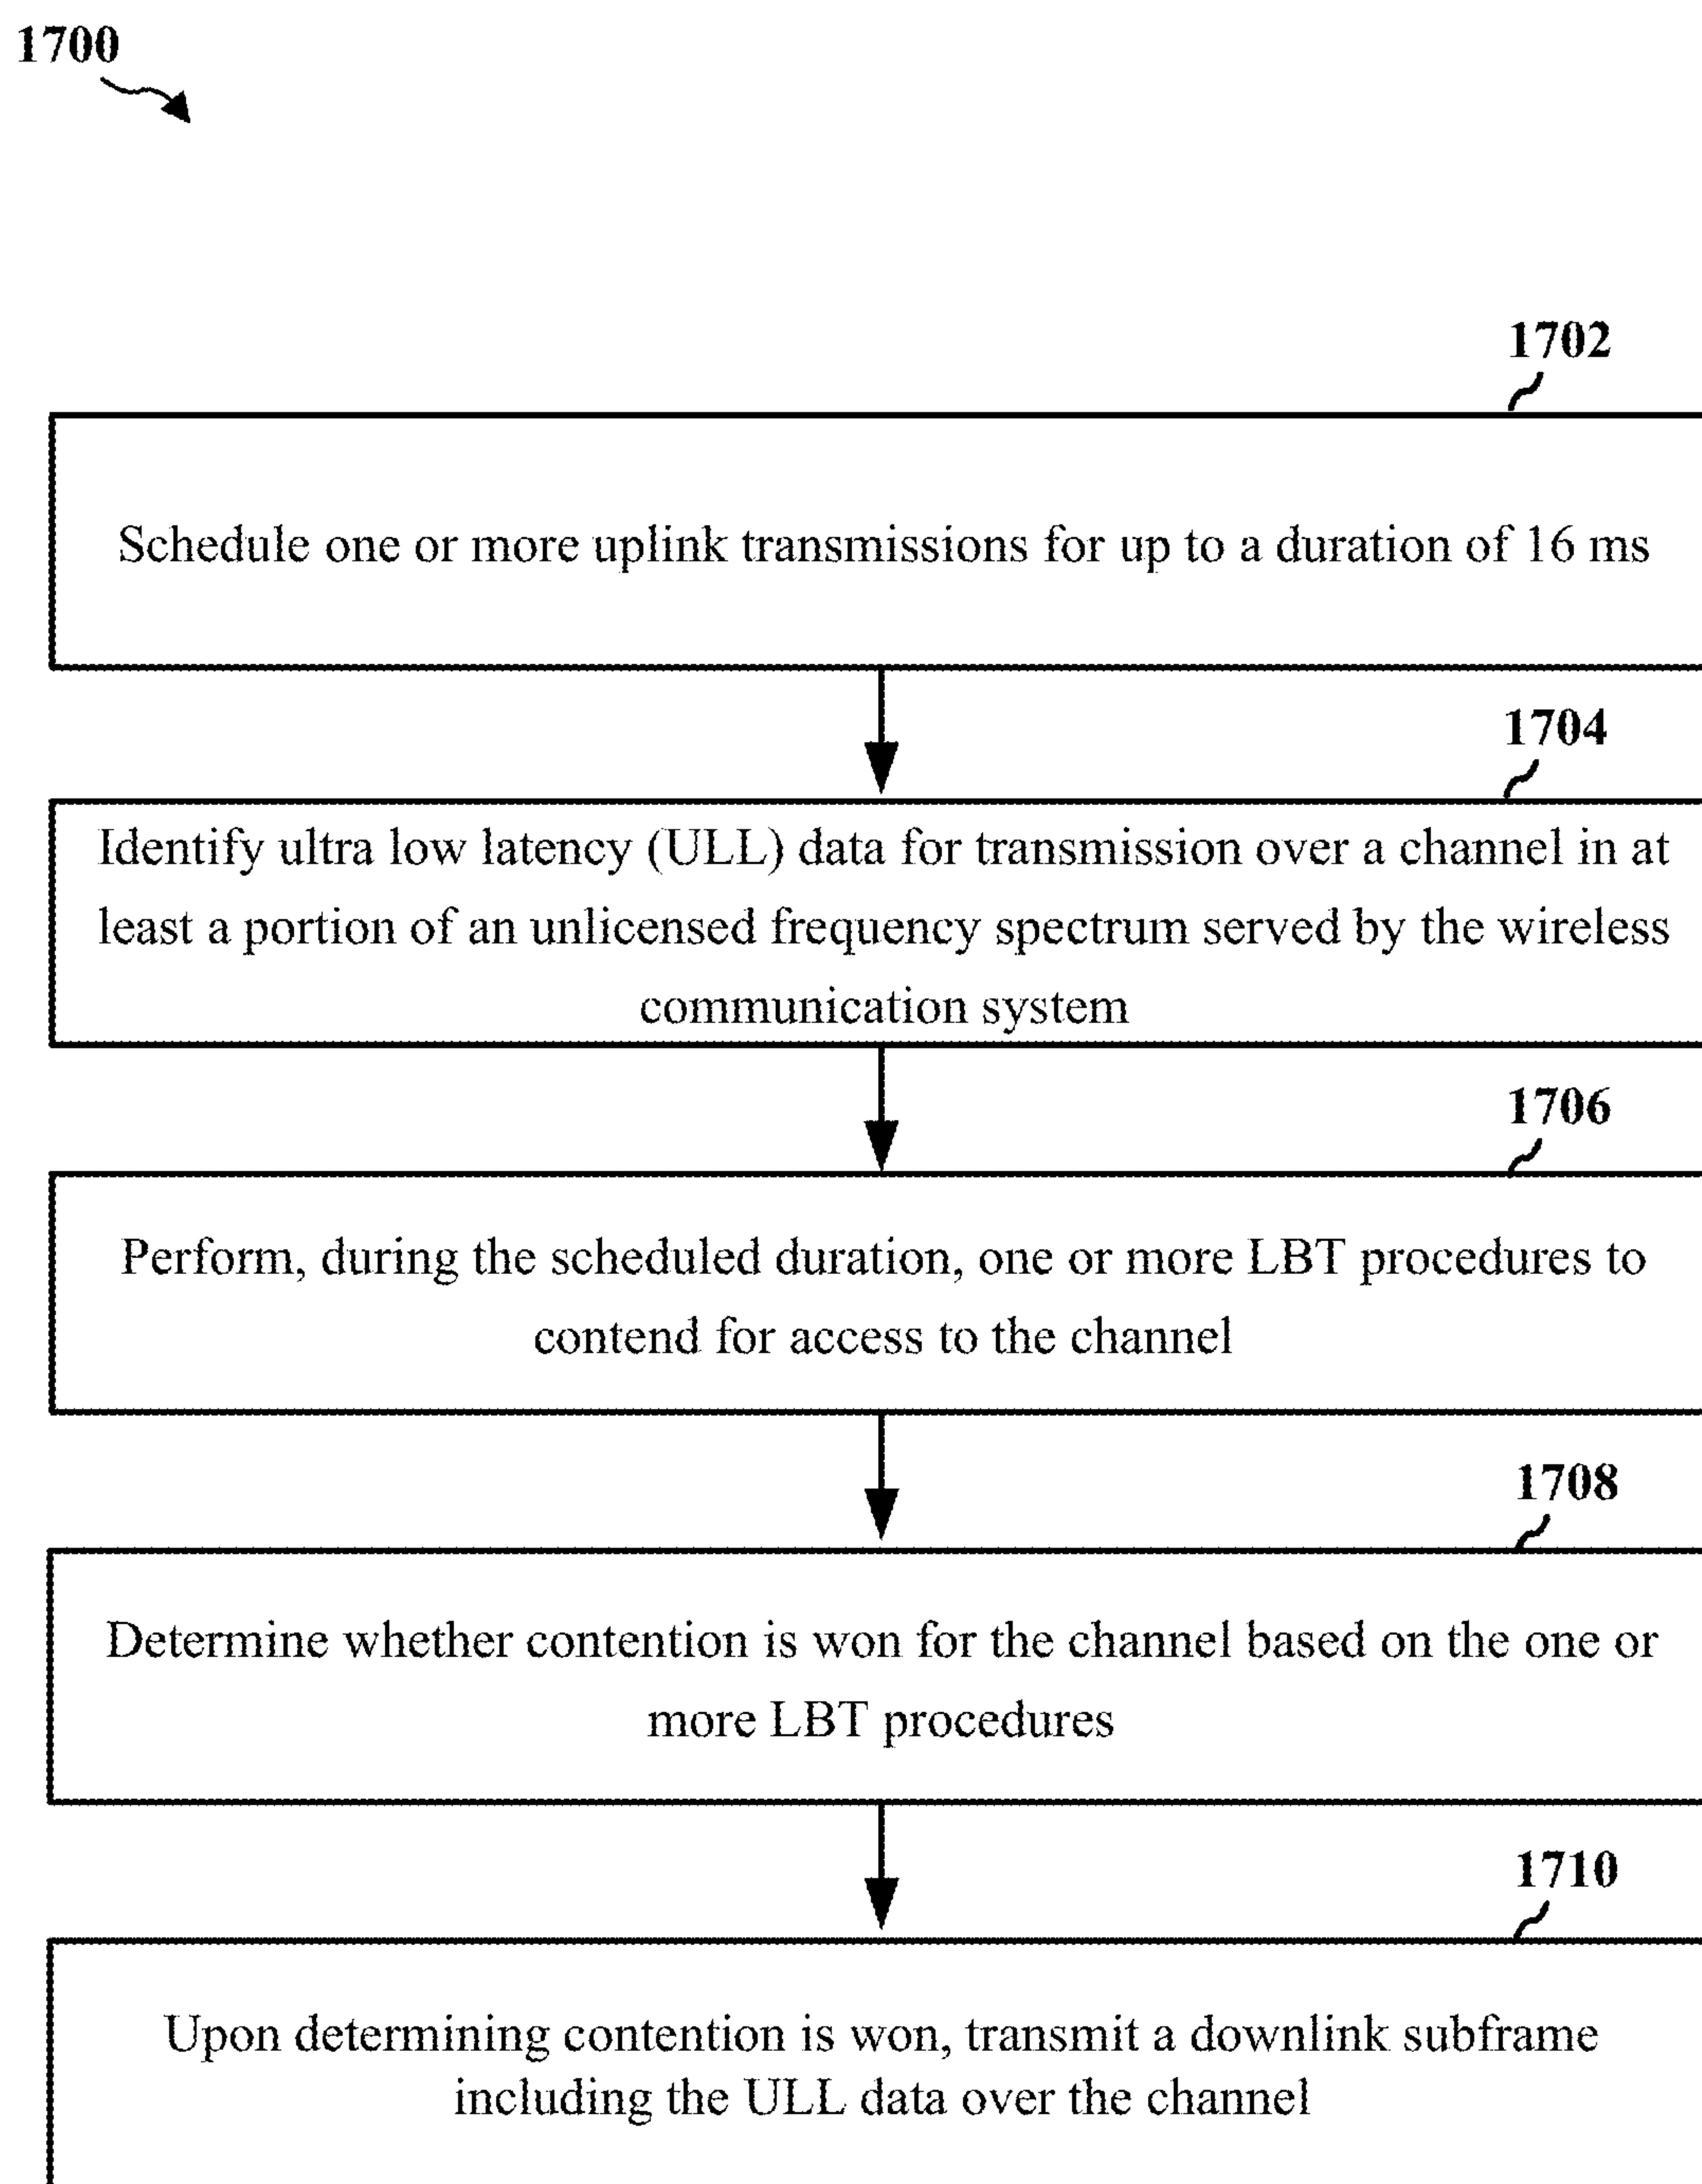 1700
1702
Schedule one or more uplink transmissions for up to a duration of 16 ms
1704
Identify ultra low latency (ULL) data for transmission over a channel in at
least a portion of an unlicensed frequency spectrum served by the wireless
communication system
1706
Perform, during the scheduled duration, one or more LBT procedures to
contend for access to the channel
1708
Determine whether contention is won for the channel based on the one or
more LBT procedures
1710
Upon determining contention is won, transmit a downlink subframe
including the ULL data over the channel